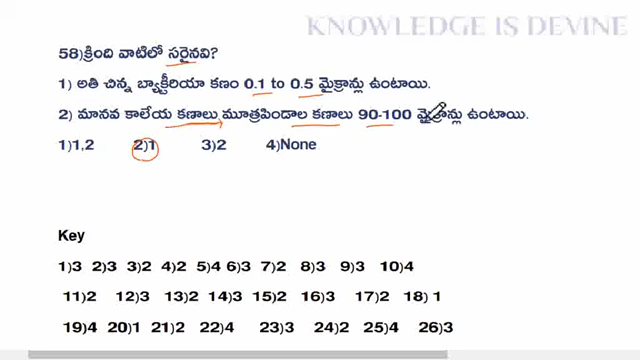 KNOWLEDGE IS DEVINE
58)క్రింది వాటిలో సరైనవి?
1) అతి చిన్న బ్యాక్టీరియా కణం 0.1 to 0.5 మైక్రాన్లు ఉంటాయి.
2) మానవ కాలేయ కణాలు మూత్రపిండాల కణాలు 90-100 మైక్రాన్లు ఉంటాయి.
1)1,2 2)1 3)2 4)None
Key
1)3 2)3 3)2 4)2 5)4 6)3 7)2 8)3 9)3 10)4
11)2 12)3 13)2 14)3 15)2 16)3 17)2 18) 1
19)4 20)1 21)2 22)4 23)3 24)2 25)4 26)3